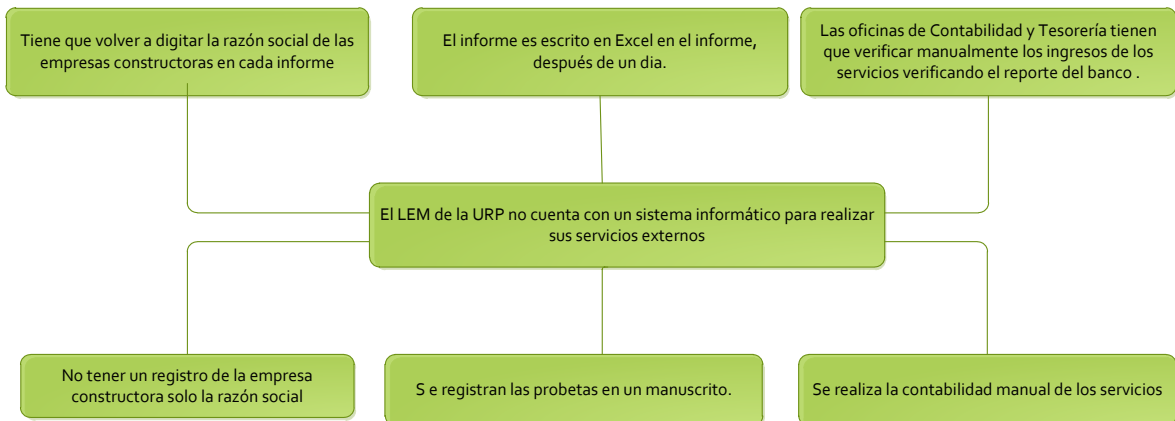 Tiene que volver a digitar la razón social de las
empresas constructoras en cada informe
El informe es escrito en Excel en el informe,
después de un dia.
Las oficinas de Contabilidad y Tesorería tienen
que verificar manualmente los ingresos de los
servicios verificando el reporte del banco .
El LEM de la URP no cuenta con un sistema informático para realizar
sus servicios externos
No tener un registro de la empresa
constructora solo la razón social
S e registran las probetas en un manuscrito.
Se realiza la contabilidad manual de los servicios